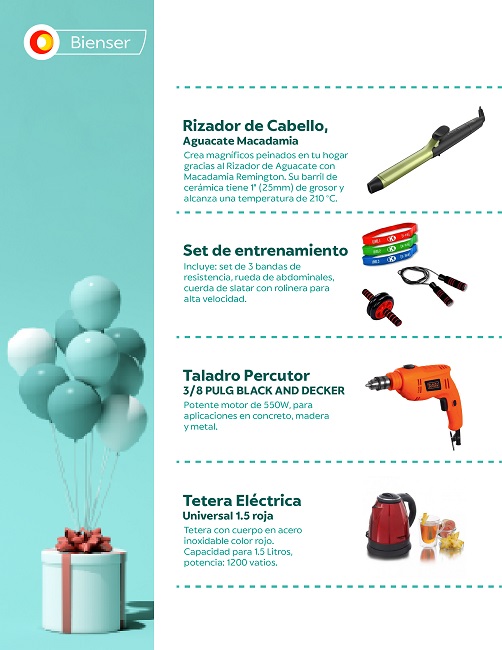 Bienser
Rizador de Cabello,
Aguacate Macadamia
Crea magníficos peinados en tu hogar
gracias al Rizador de Aguacate con
Macadamia Remington. Su barril de
cerámica tiene 1" (25mm) de grosor y
alcanza una temperatura de 210 °C.
Set de entrenamiento
Incluye: set de 3 bandas de
resistencia, rueda de abdominales,
cuerda de slatar con rolinera para
alta velocidad.
Taladro Percutor
3/8 PULG BLACK AND DECKER
Potente motor de 550W, para
aplicaciones en concreto, madera
y metal.
Tetera Eléctrica
Universal 1.5 roja
Tetera con cuerpo en acero
inoxidable color rojo.
Capacidad para 1.5 Litros,
potencia: 1200 vatios.